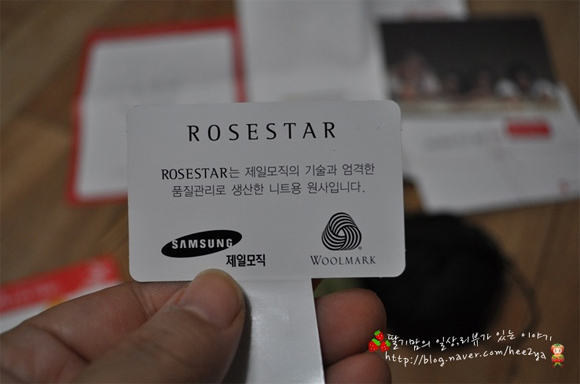 ROSESTAR
ROSESTAR는 제일모직의 기술과 엄격한
품질관리로 생산한 니트용 원사입니다.
SAMSUNG
제일모직
WOOLMARK
딸기맘의 일상,리뷰가 있는 이야기
http://blog.naver.com/hee2ya